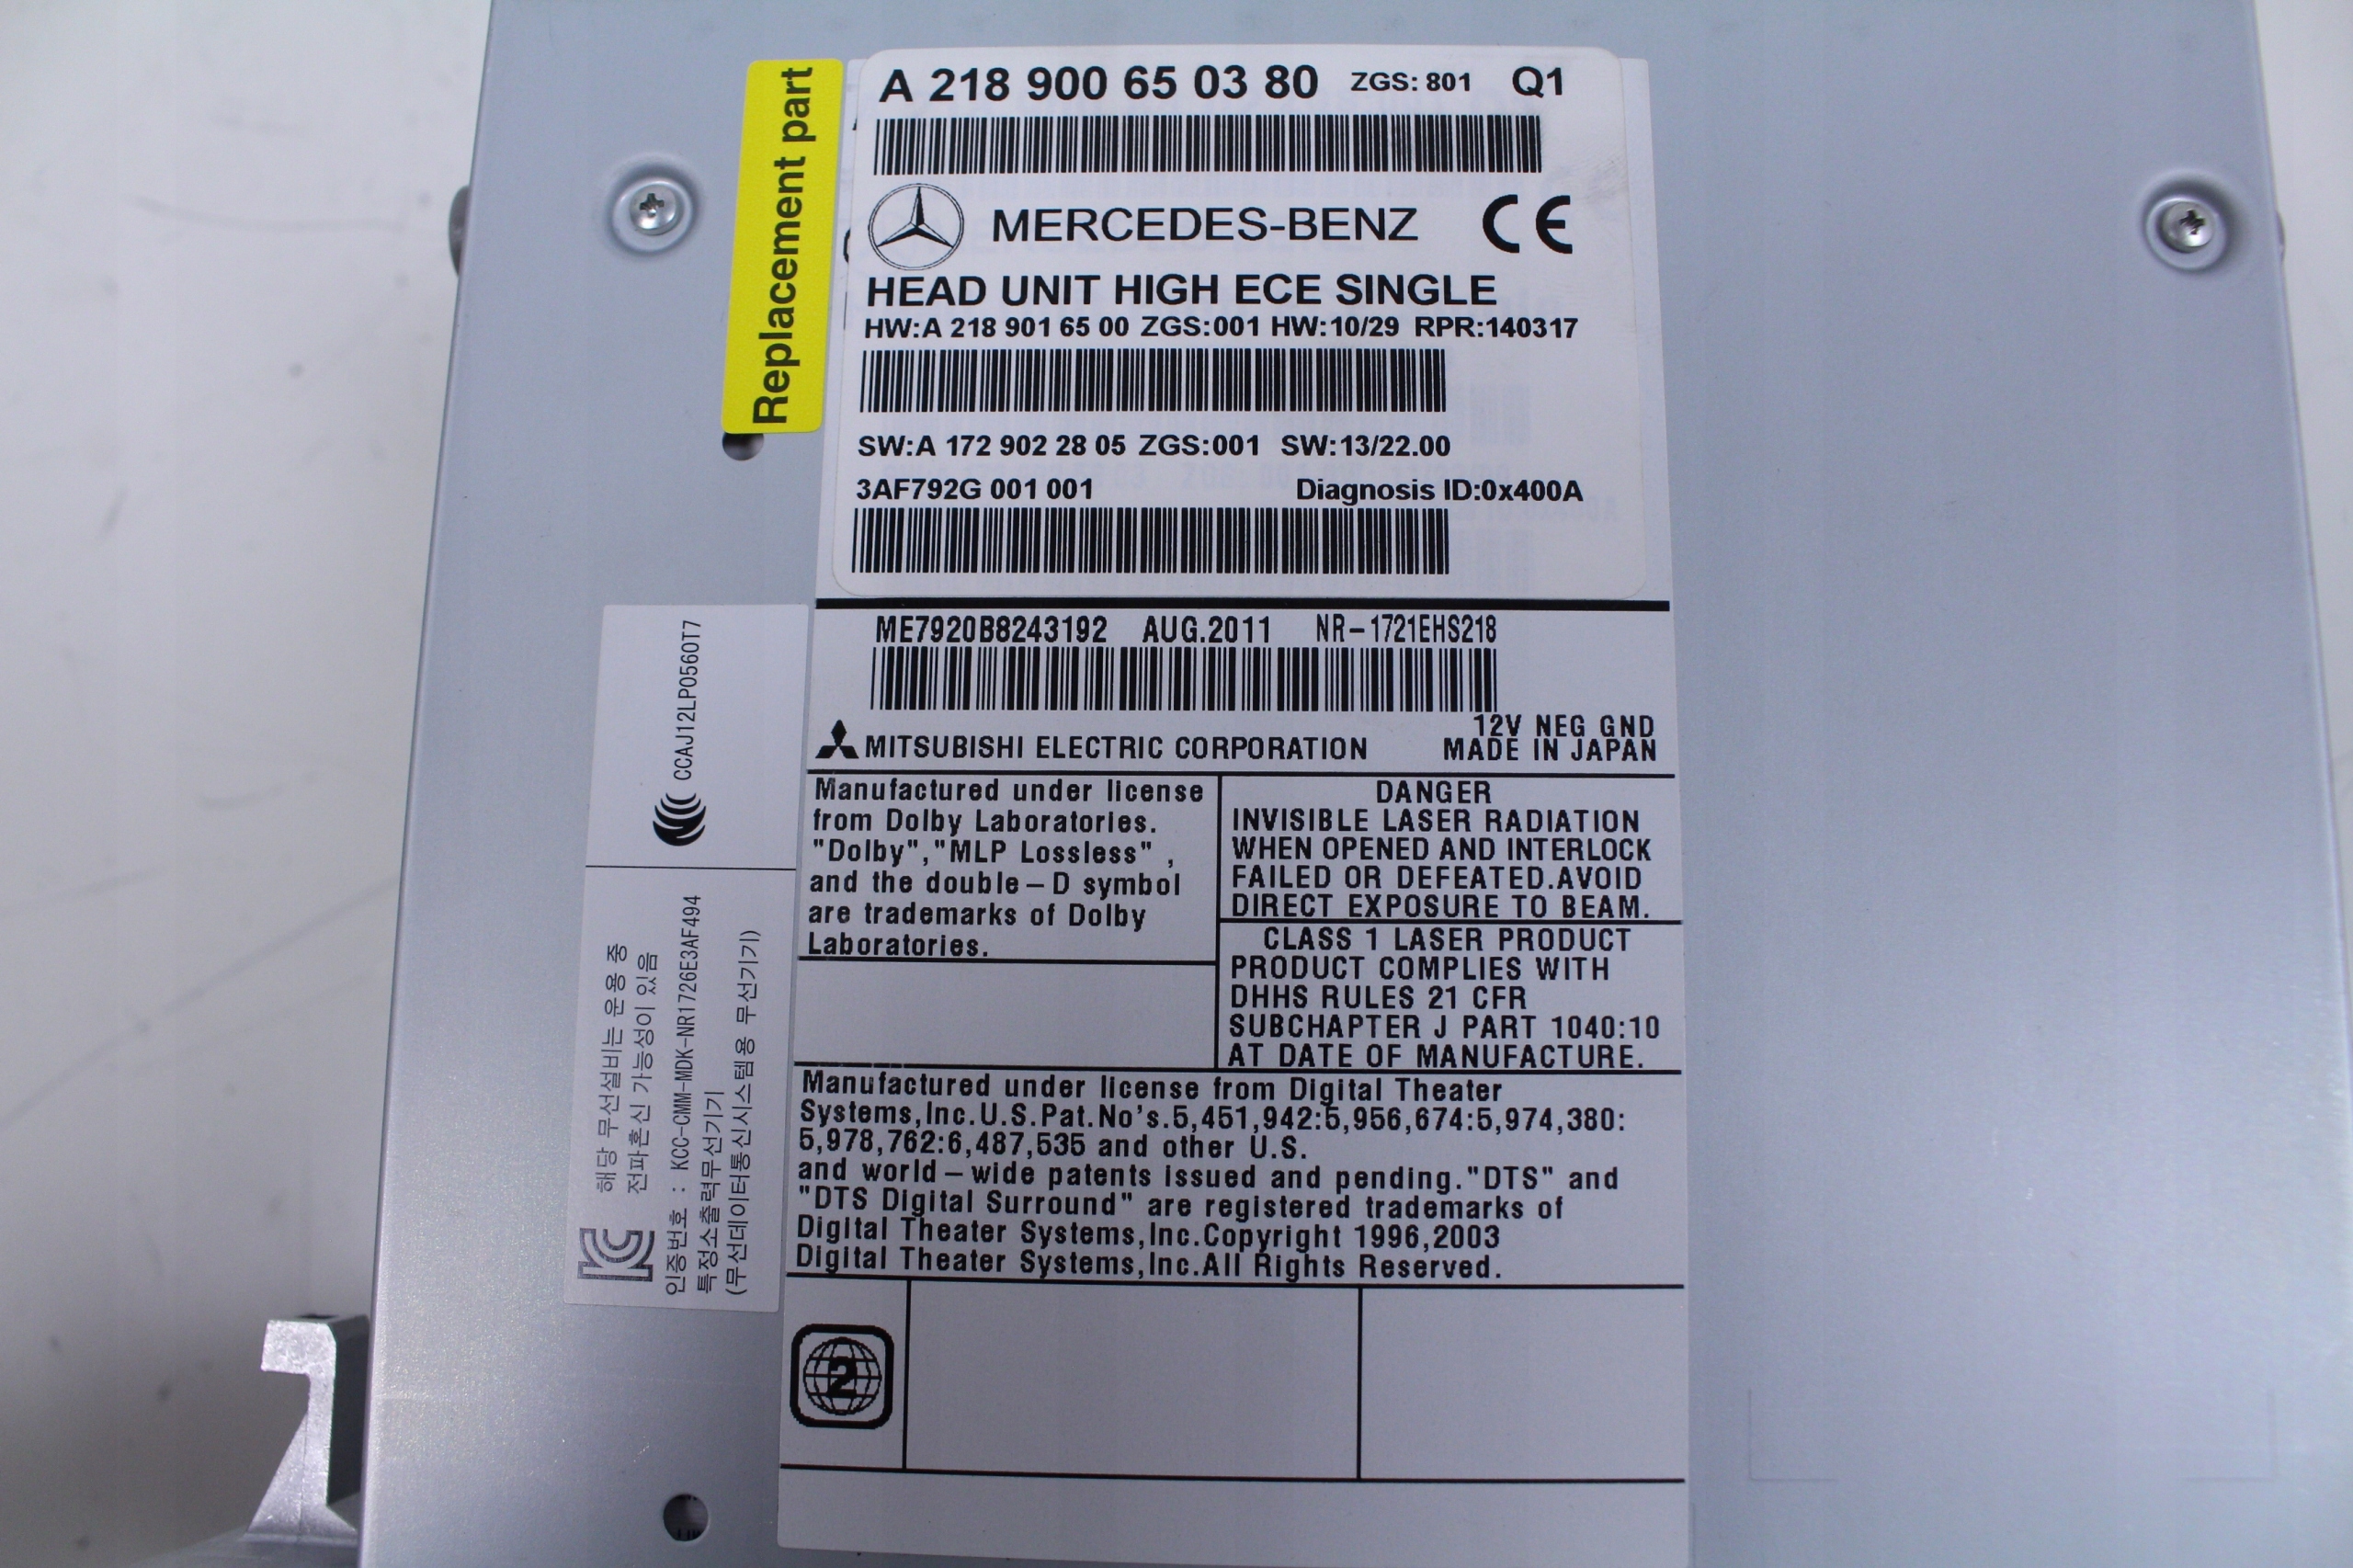 Replacement part
A 218 900 65 03 80 ZGS: 801 Q1
MERCEDES-BENZ CE
HEAD UNIT HIGH ECE SINGLE
HW:A 218 901 65 00 ZGS:001 HW:10/29 RPR:140317
SW:A 172 902 28 05 ZGS:001 SW:13/22.00
3AF792G 001 001 Diagnosis ID:0x400A
ME7920B8243192 AUG.2011 NR-1721EHS218
12V NEG GND
MITSUBISHI ELECTRIC CORPORATION MADE IN JAPAN
Manufactured under license
from Dolby Laboratories.
"Dolby","MLP Lossless" ,
and the double-D symbol
are trademarks of Dolby
Laboratories.
DANGER
INVISIBLE LASER RADIATION
WHEN OPENED AND INTERLOCK
FAILED OR DEFEATED.AVOID
DIRECT EXPOSURE TO BEAM.
CLASS 1 LASER PRODUCT
PRODUCT COMPLIES WITH
DHHS RULES 21 CFR
SUBCHAPTER J PART 1040:10
AT DATE OF MANUFACTURE.
Manufactured under license from Digital Theater
Systems,Inc.U.S.Pat.No's.5,451,942:5,956,674:5,974,380:
5,978,762:6,487,535 and other U.S.
and world-wide patents issued and pending."DTS" and
"DTS Digital Surround" are registered trademarks of
Digital Theater Systems,Inc.Copyright 1996,2003
Digital Theater Systems,Inc.All Rights Reserved.
2
CCAJ12LP0560T7
해당 무선설비는 운용 중
전파혼신 가능성이 있음
인증번호 : KCC-CMM-MDK-NR1726E3AF494
특정소출력무선기기
(무선데이터통신시스템용 무선기기)